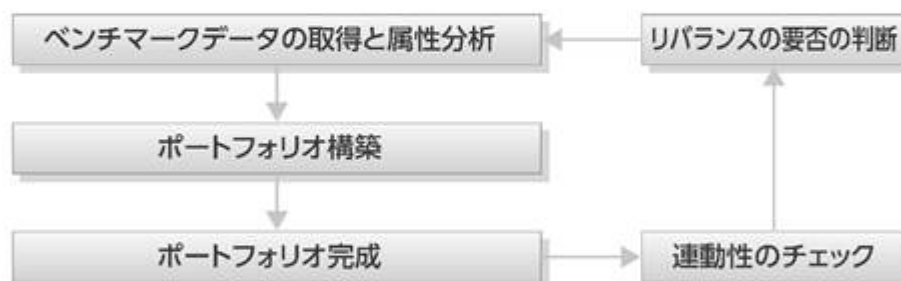 ベンチマークデータの取得と属性分析
リバランスの要否の判断
ポートフォリオ構築
ポートフォリオ完成
連動性のチェック